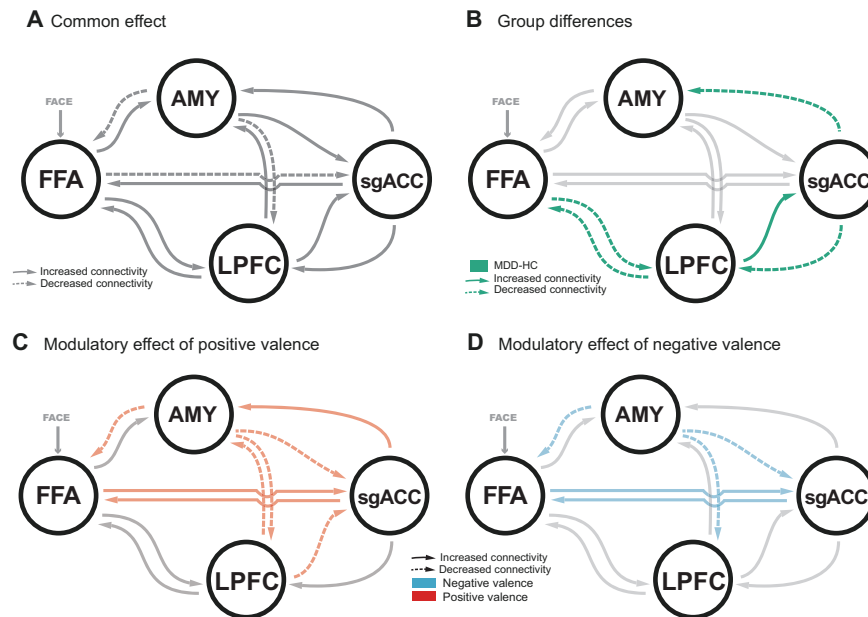 A Common effect
FACE
AMY
FFA
sgACC
LPFC
Increased connectivity
Decreased connectivity
B Group differences
FACE
AMY
FFA
sgACC
LPFC
MDD-HC
Increased connectivity
Decreased connectivity
C Modulatory effect of positive valence
FACE
AMY
FFA
sgACC
LPFC
Increased connectivity
Decreased connectivity
Negative valence
Positive valence
D Modulatory effect of negative valence
FACE
AMY
FFA
sgACC
LPFC